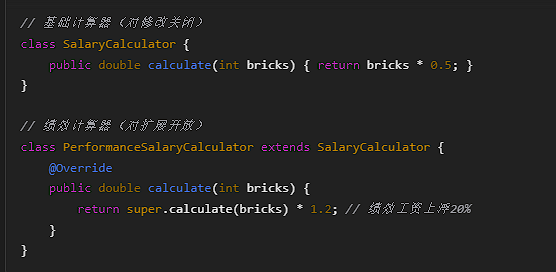 // 基础计算器（对修改关闭）
class SalaryCalculator {
    public double calculate(int bricks) { return bricks * 0.5; }
}

// 绩效计算器（对扩展开放）
class PerformanceSalaryCalculator extends SalaryCalculator {
    @Override
    public double calculate(int bricks) {
        return super.calculate(bricks) * 1.2; // 绩效工资上浮20%
    }
}